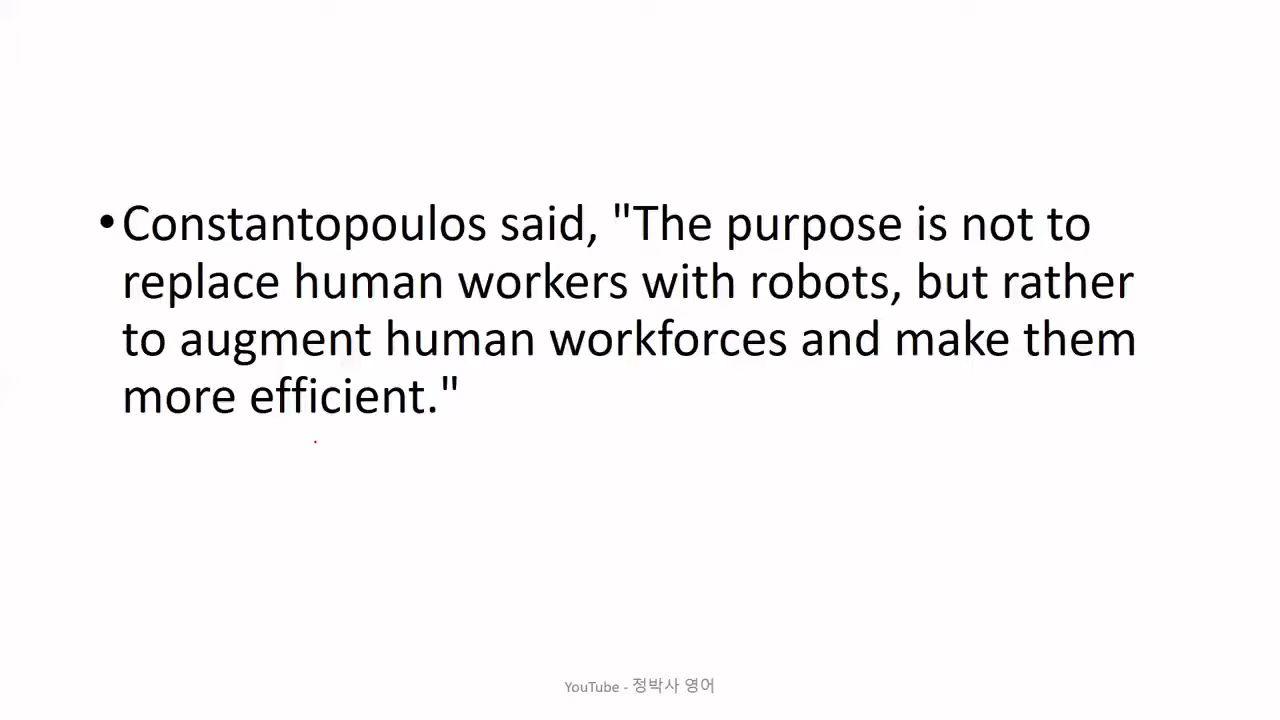 •Constantopoulos said, "The purpose is not to
replace human workers with robots, but rather
to augment human workforces and make them
more efficient."
YouTube - 정박사 영어